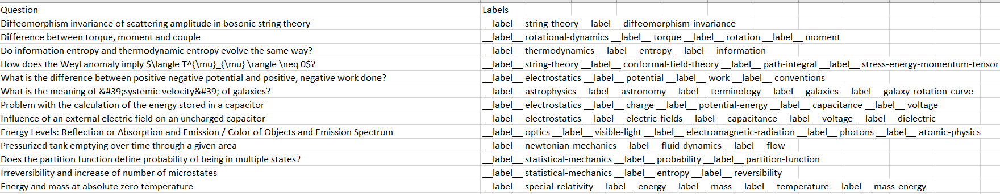 Question Labels
Diffeomorphism invariance of scattering amplitude in bosonic string theory __label__ string-theory __label__ diffeomorphism-invariance
Difference between torque, moment and couple __label__ rotational-dynamics __label__ torque __label__ rotation __label__ moment
Do information entropy and thermodynamic entropy evolve the same way? __label__ thermodynamics __label__ entropy __label__ information
How does the Weyl anomaly imply $\langle T^{\mu}_{\mu} \rangle \neq 0$? __label__ string-theory __label__ conformal-field-theory __label__ path-integral __label__ stress-energy-momentum-tensor
What is the difference between positive negative potential and positive, negative work done? __label__ electrostatics __label__ potential __label__ work __label__ conventions
What is the meaning of &#39;systemic velocity&#39; of galaxies? __label__ astrophysics __label__ astronomy __label__ terminology __label__ galaxies __label__ galaxy-rotation-curve
Problem with the calculation of the energy stored in a capacitor __label__ electrostatics __label__ charge __label__ potential-energy __label__ capacitance __label__ voltage
Influence of an external electric field on an uncharged capacitor __label__ electrostatics __label__ electric-fields __label__ capacitance __label__ voltage __label__ dielectric
Energy Levels: Reflection or Absorption and Emission / Color of Objects and Emission Spectrum __label__ optics __label__ visible-light __label__ electromagnetic-radiation __label__ photons __label__ atomic-physics
Pressurized tank emptying over time through a given area __label__ newtonian-mechanics __label__ fluid-dynamics __label__ flow
Does the partition function define probability of being in multiple states? __label__ statistical-mechanics __label__ probability __label__ partition-function
Irreversibility and increase of number of microstates __label__ statistical-mechanics __label__ entropy __label__ reversibility
Energy and mass at absolute zero temperature __label__ special-relativity __label__ energy __label__ mass __label__ temperature __label__ mass-energy